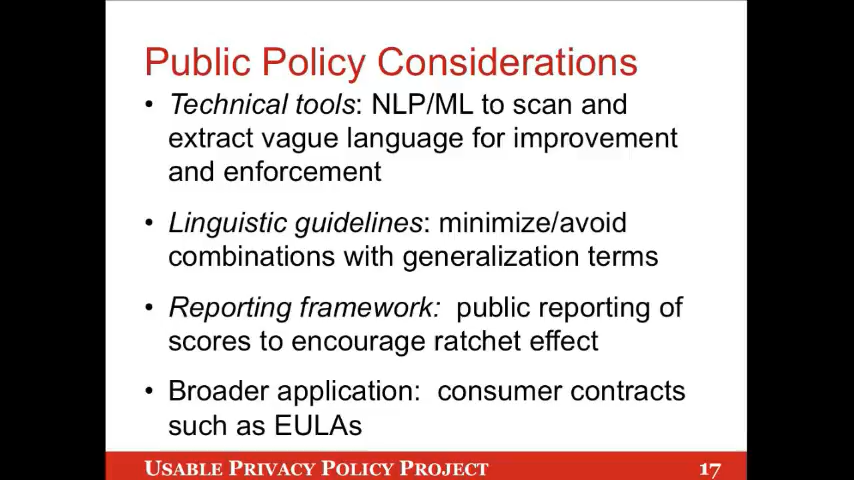 Public Policy Considerations
• Technical tools: NLP/ML to scan and
extract vague language for improvement
and enforcement
• Linguistic guidelines: minimize/avoid
combinations with generalization terms
• Reporting framework: public reporting of
scores to encourage ratchet effect
• Broader application: consumer contracts
such as EULAs
USABLE PRIVACY POLICY PROJECT 17